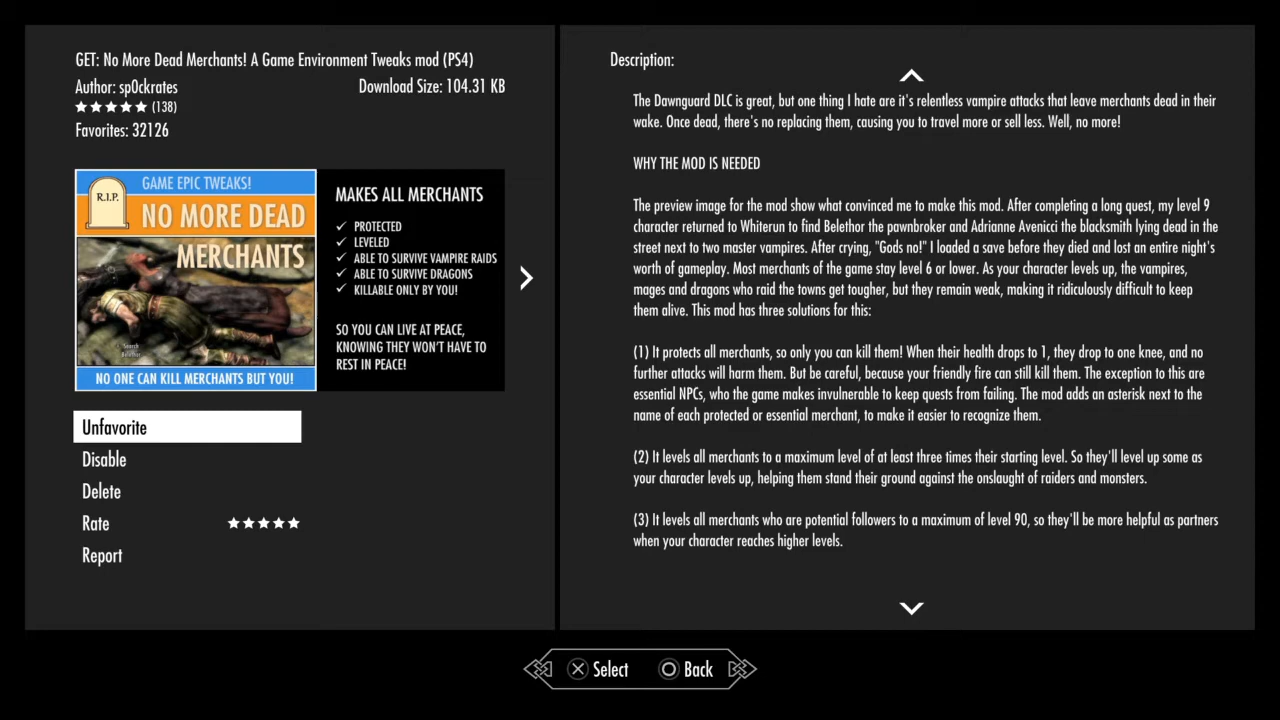 GET: No More Dead Merchants! A Game Environment Tweaks mod (PS4)
Author: sp0ckrates
Download Size: 104.31 KB
(138)
Favorites: 32126
R.I.P.
GAME EPIC TWEAKS!
NO MORE DEAD
MERCHANTS
Search
Belethor
NO ONE CAN KILL MERCHANTS BUT YOU!
MAKES ALL MERCHANTS
✓ PROTECTED
✓ LEVELED
✓ ABLE TO SURVIVE VAMPIRE RAIDS
✓ ABLE TO SURVIVE DRAGONS
✓ KILLABLE ONLY BY YOU!
SO YOU CAN LIVE AT PEACE,
KNOWING THEY WON'T HAVE TO
REST IN PEACE!
Unfavorite
Disable
Delete
Rate
Report
Description:
The Dawnguard DLC is great, but one thing I hate are it's relentless vampire attacks that leave merchants dead in their
wake. Once dead, there's no replacing them, causing you to travel more or sell less. Well, no more!
WHY THE MOD IS NEEDED
The preview image for the mod show what convinced me to make this mod. After completing a long quest, my level 9
character returned to Whiterun to find Belethor the pawnbroker and Adrianne Avenicci the blacksmith lying dead in the
street next to two master vampires. After crying, "Gods no!" I loaded a save before they died and lost an entire night's
worth of gameplay. Most merchants of the game stay level 6 or lower. As your character levels up, the vampires,
mages and dragons who raid the towns get tougher, but they remain weak, making it ridiculously difficult to keep
them alive. This mod has three solutions for this:
(1) It protects all merchants, so only you can kill them! When their health drops to 1, they drop to one knee, and no
further attacks will harm them. But be careful, because your friendly fire can still kill them. The exception to this are
essential NPCs, who the game makes invulnerable to keep quests from failing. The mod adds an asterisk next to the
name of each protected or essential merchant, to make it easier to recognize them.
(2) It levels all merchants to a maximum level of at least three times their starting level. So they'll level up some as
your character levels up, helping them stand their ground against the onslaught of raiders and monsters.
(3) It levels all merchants who are potential followers to a maximum of level 90, so they'll be more helpful as partners
when your character reaches higher levels.
Select
Back